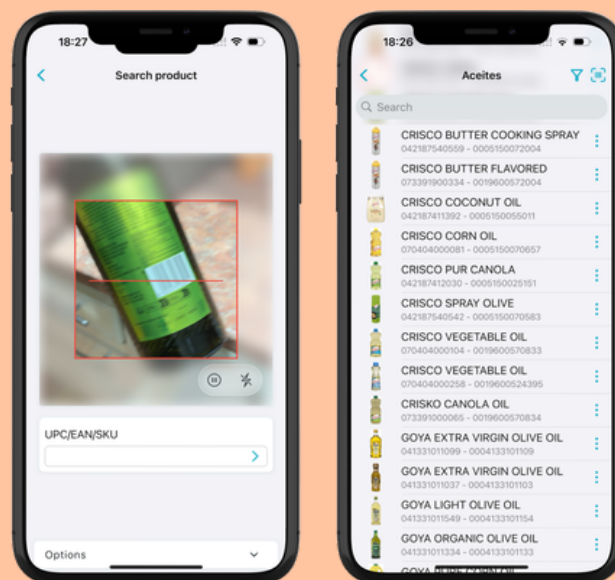 18:27
Search product
UPC/EAN/SKU
Options
18:26
Aceites
Search
CRISCO BUTTER COOKING SPRAY
042187540559 - 0005150072004
CRISCO BUTTER FLAVORED
073391900334 - 0019600572004
CRISCO COCONUT OIL
042187411392 - 0005150055011
CRISCO CORN OIL
070404000081 - 0005150070657
CRISCO PUR CANOLA
042187412030 - 0005150025151
CRISCO SPRAY OLIVE
042187540542 - 0005150070583
CRISCO VEGETABLE OIL
070404000104 - 0019600570833
CRISCO VEGETABLE OIL
070404000258 - 0019600524395
CRISKO CANOLA OIL
073391000065 - 0019600570834
GOYA EXTRA VIRGIN OLIVE OIL
041331011099 - 0004133101109
GOYA EXTRA VIRGIN OLIVE OIL
041331011037 - 0004133101103
GOYA LIGHT OLIVE OIL
041331011549 - 0004133101154
GOYA ORGANIC OLIVE OIL
041331011334 - 0004133101133
GOYA PURE CORN OIL